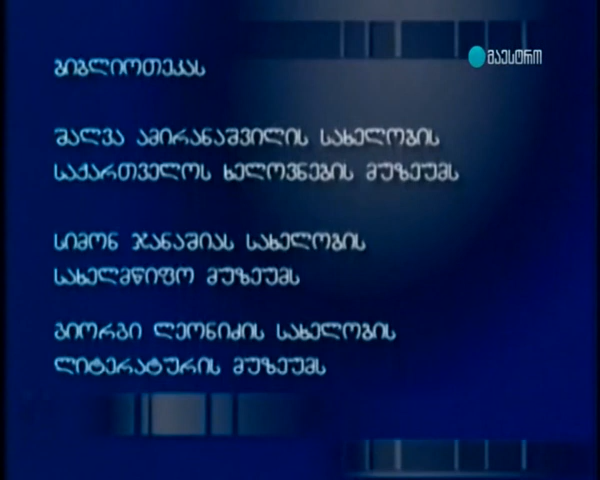 მაესტრო
ბიბლიოთეკას
შალვა ამირანაშვილის სახელობის
საქართველოს ხელოვნების მუზეუმს
სიმონ ჯანაშიას სახელობის
სახელმწიფო მუზეუმს
გიორგი ლეონიძის სახელობის
ლიტერატურის მუზეუმს